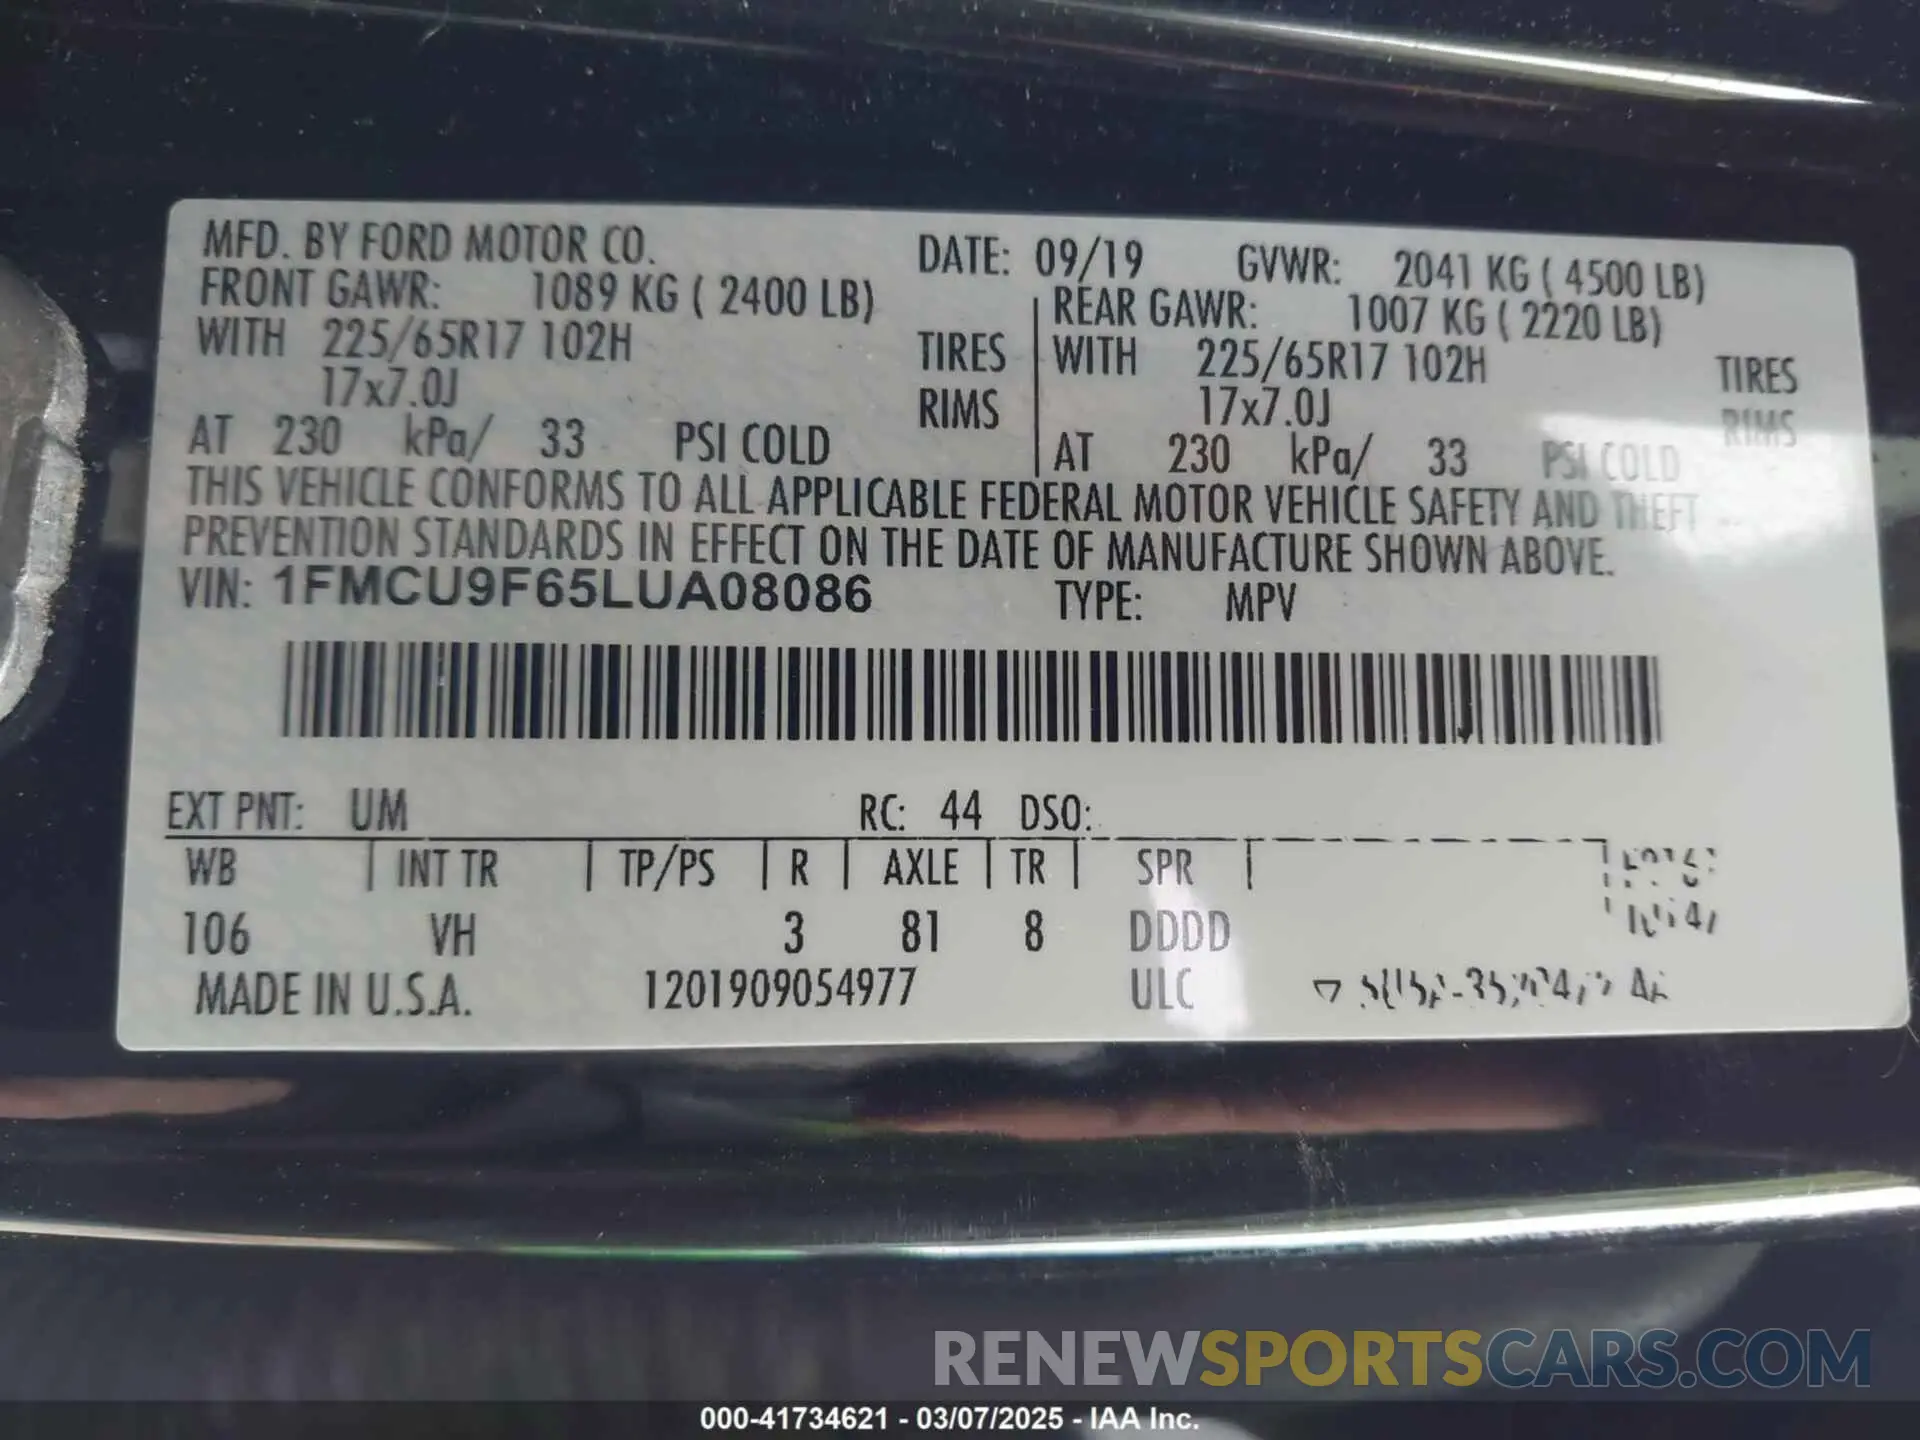 MFD. BY FORD MOTOR CO. DATE: 09/19 GVWR: 2041 KG ( 4500 LB)
FRONT GAWR: 1089 KG ( 2400 LB) REAR GAWR: 1007 KG ( 2220 LB)
WITH 225/65R17 102H TIRES WITH 225/65R17 102H TIRES
17x7.0J RIMS 17x7.0J RIMS
AT 230 kPa/ 33 PSI COLD AT 230 kPa/ 33 PSI COLD
THIS VEHICLE CONFORMS TO ALL APPLICABLE FEDERAL MOTOR VEHICLE SAFETY AND THEFT
PREVENTION STANDARDS IN EFFECT ON THE DATE OF MANUFACTURE SHOWN ABOVE.
VIN: 1FMCU9F65LUA08086 TYPE: MPV
EXT PNT: UM RC: 44 DSO:
WB INT TR TP/PS R AXLE TR SPR
106 VH 3 81 8 DDDD
MADE IN U.S.A. 1201909054977 ULC
RENEWSPORTSCARS.COM
000-41734621 - 03/07/2025 - IAA Inc.